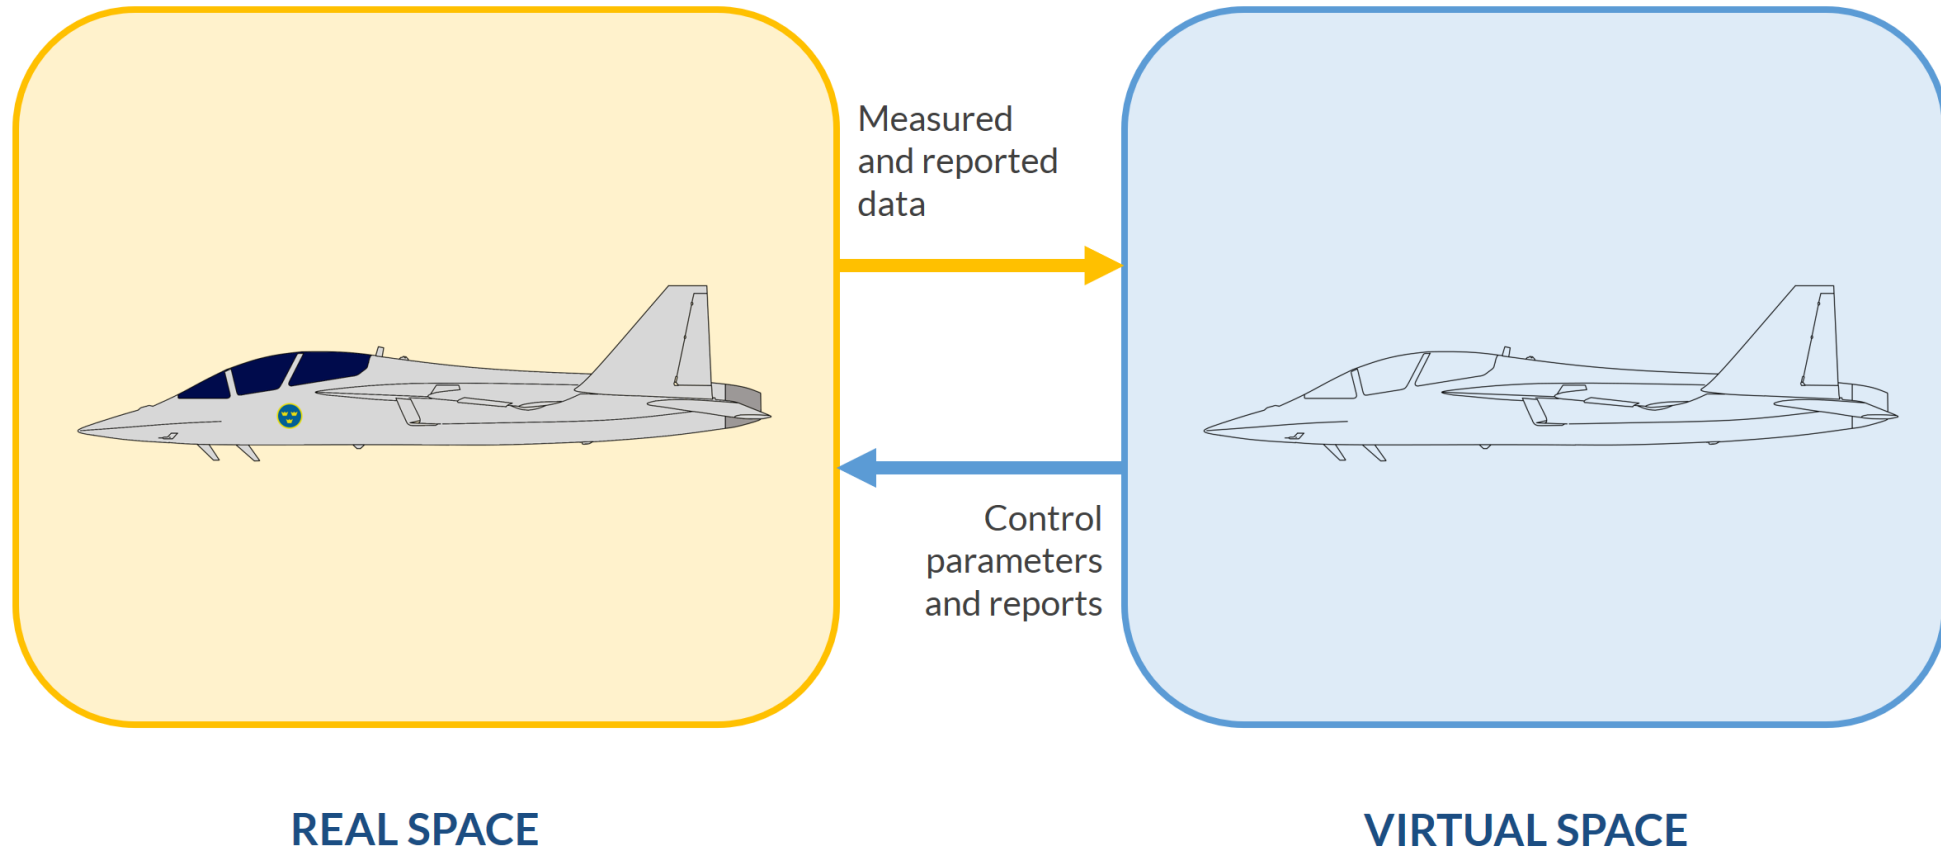 Measured
and reported
data
Control
parameters
and reports
REAL SPACE
VIRTUAL SPACE